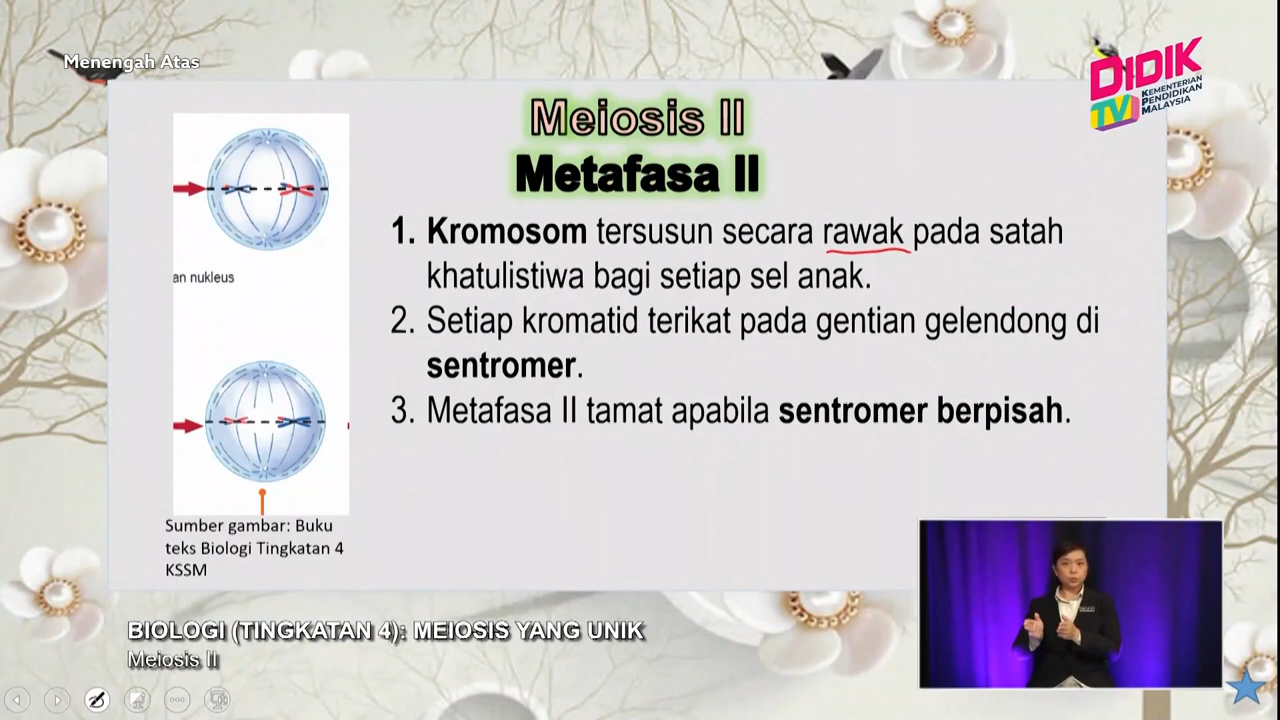 Menengah Atas
DIDIK
TV
KEMENTERIAN
PENDIDIKAN
MALAYSIA
Meiosis II
Metafasa II
1. Kromosom tersusun secara rawak pada satah
khatulistiwa bagi setiap sel anak.
2. Setiap kromatid terikat pada gentian gelendong di
sentromer.
3. Metafasa II tamat apabila sentromer berpisah.
an nukleus
Sumber gambar: Buku
teks Biologi Tingkatan 4
KSSM
BIOLOGI (TINGKATAN 4): MEIOSIS YANG UNIK
Meiosis II